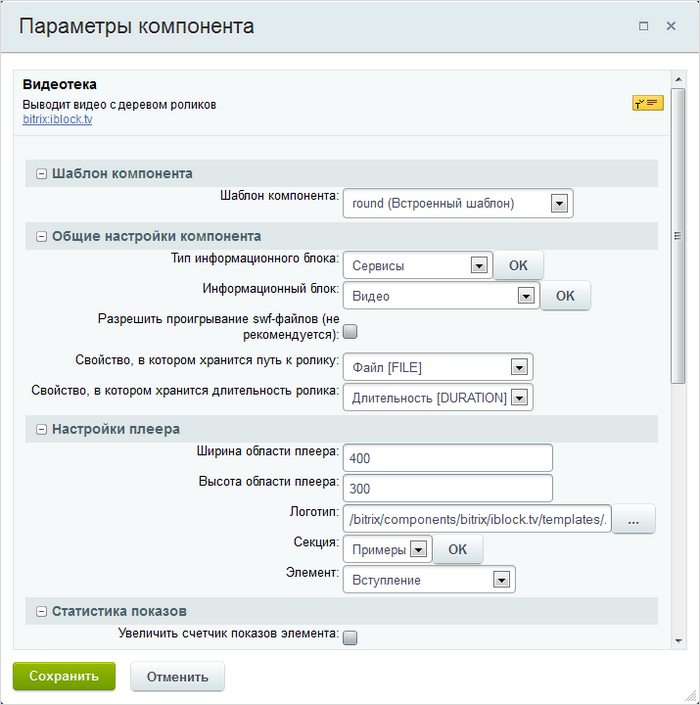 Параметры компонента
Видеотека
Выводит видео с деревом роликов
bitrix:iblock.tv
Шаблон компонента
Шаблон компонента: round (Встроенный шаблон)
Общие настройки компонента
Тип информационного блока: Сервисы OK
Информационный блок: Видео OK
Разрешить проигрывание swf-файлов (не
рекомендуется):
Свойство, в котором хранится путь к ролику: Файл [FILE]
Свойство, в котором хранится длительность ролика: Длительность [DURATION]
Настройки плеера
Ширина области плеера: 400
Высота области плеера: 300
Логотип: /bitrix/components/bitrix/iblock.tv/templates/. ...
Секция: Примеры OK
Элемент: Вступление
Статистика показов
Увеличить счетчик показов элемента:
Сохранить Отменить